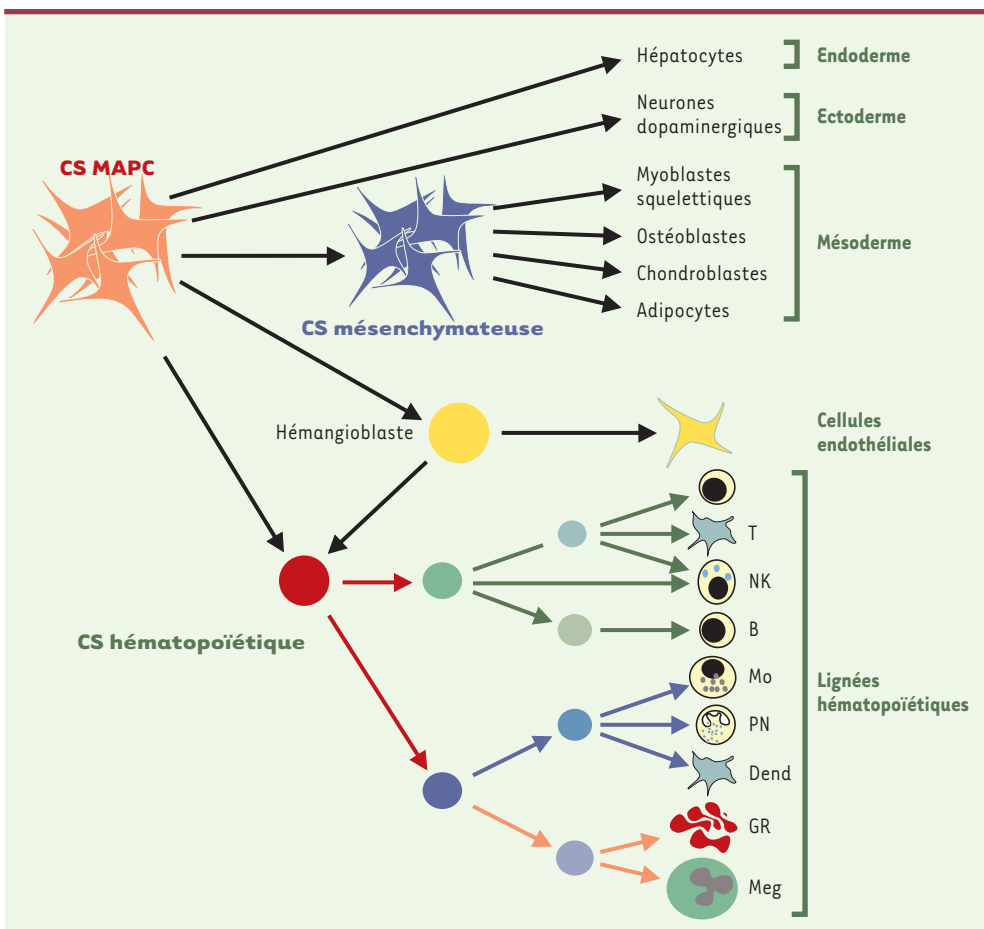 Hépatocytes
Endoderme
Neurones
dopaminergiques
Ectoderme
CS MAPC
Myoblastes
squelettiques
Ostéoblastes
Mésoderme
Chondroblastes
Adipocytes
CS mésenchymateuse
Hémangioblaste
Cellules
endothéliales
T
NK
B
CS hématopoïétique
Mo
Lignées
hématopoïétiques
PN
Dend
GR
Meg